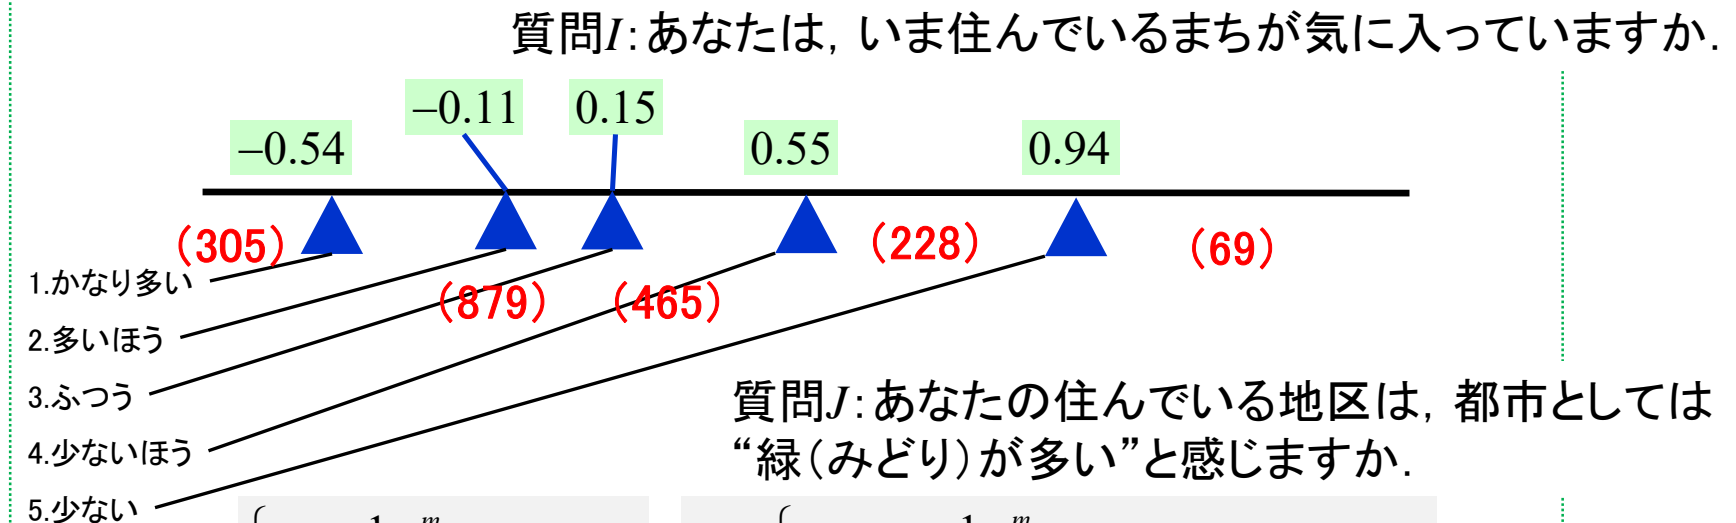 質問I:あなたは,いま住んでいるまちが気に入っていますか.
−0.54 −0.11 0.15 0.55 0.94
(305) (228) (69)
1.かなり多い
(879) (465)
2.多いほう
3.ふつう
4.少ないほう
5.少ない
質問J:あなたの住んでいる地区は,都市としては
“緑(みどり)が多い”と感じますか.
1 m 1 m